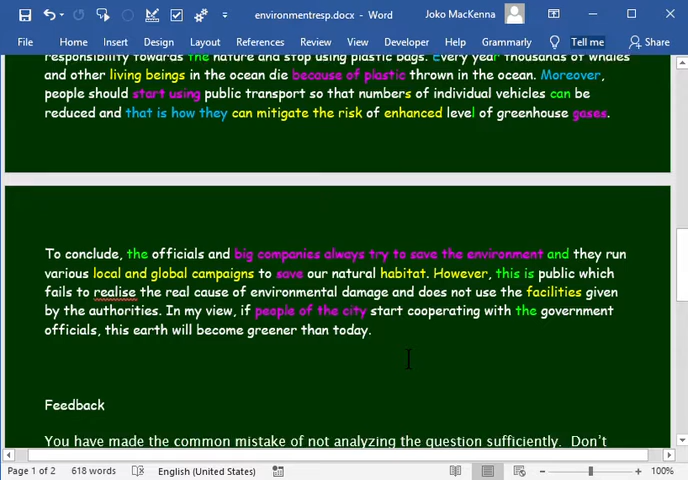 environmentresp.docx - Word
Joko MacKenna
File Home Insert Design Layout References Mailings Review View Developer Help Grammarly Tell me Share
responsibility towards the nature and stop using plastic bags. Every year thousands of whales
and other living beings in the ocean die because of plastic thrown in the ocean. Moreover,
people should start using public transport so that numbers of individual vehicles can be
reduced and that is how they can mitigate the risk of enhanced level of greenhouse gases.
To conclude, the officials and big companies always try to save the environment and they run
various local and global campaigns to save our natural habitat. However, this is public which
fails to realise the real cause of environmental damage and does not use the facilities given
by the authorities. In my view, if people of the city start cooperating with the government
officials, this earth will become greener than today.
Feedback
You have made the common mistake of not analyzing the question sufficiently. Don't
Page 1 of 2 618 words English (United States) 100%